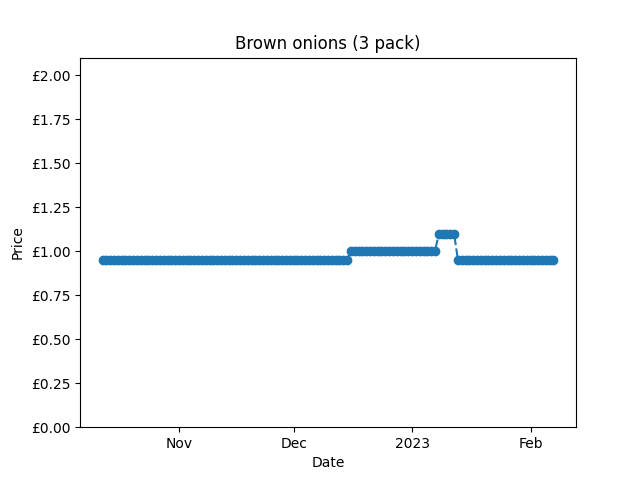 Brown onions (3 pack)
£2.00
£1.75
£1.50
£1.25
£1.00
£0.75
£0.50
£0.25
£0.00
Price
Nov Dec 2023 Feb
Date